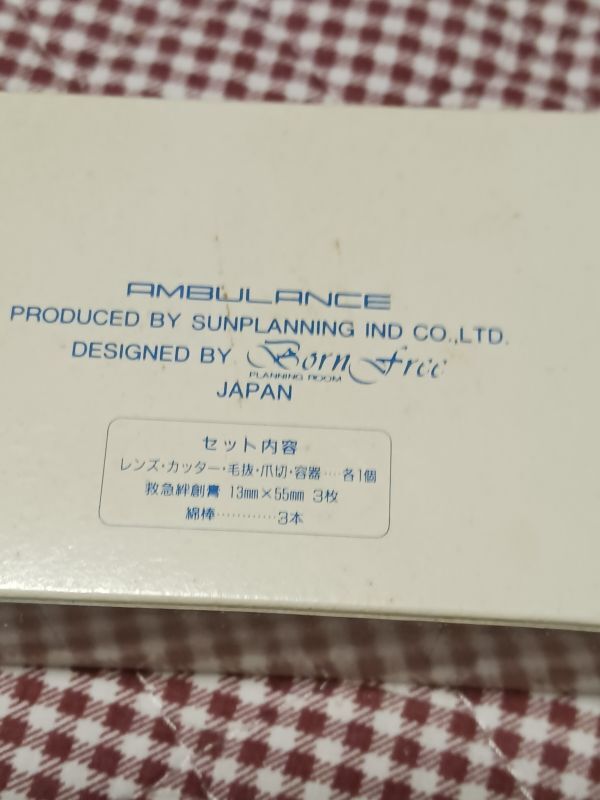 AMBULANCE
PRODUCED BY SUNPLANNING IND CO.,LTD.
DESIGNED BY Born Free
PLANNING ROOM
JAPAN
セット内容
レンズ・カッター・毛抜・爪切・容器‥‥各1個
救急絆創膏 13mm×55mm 3枚
綿棒…………3本